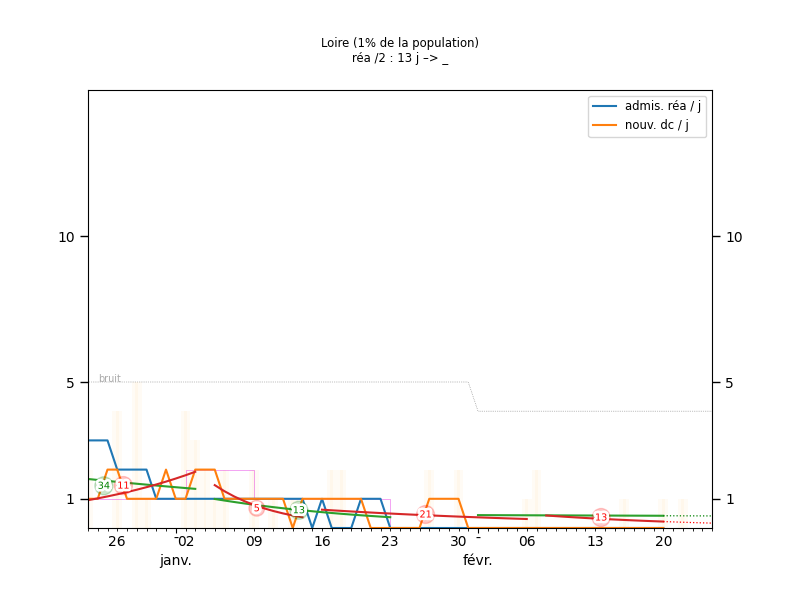 Loire (1% de la population)
réa /2 : 13 j –> _
admis. réa / j
nouv. dc / j
10 10
bruit
5 5
34 11
5 13
21 13
1 1
26 02 09 16 23 30 06 13 20
janv. févr.